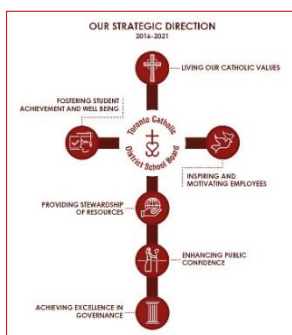 OUR STRATEGIC DIRECTION
2016-2021
LIVING OUR CATHOLIC VALUES
FOSTERING STUDENT
ACHIEVEMENT AND WELL BEING
Toronto Catholic
District School Board
INSPIRING AND
MOTIVATING EMPLOYEES
PROVIDING STEWARDSHIP
OF RESOURCES
ENHANCING PUBLIC
CONFIDENCE
ACHIEVING EXCELLENCE IN
GOVERNANCE